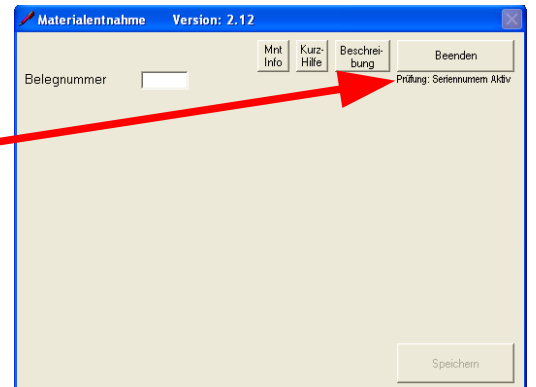 Materialentnahme Version: 2.12
Mnt Info
Kurz- Hilfe
Beschrei- bung
Beenden
Belegnummer
Prüfung: Seriennumern Aktiv
Speichern